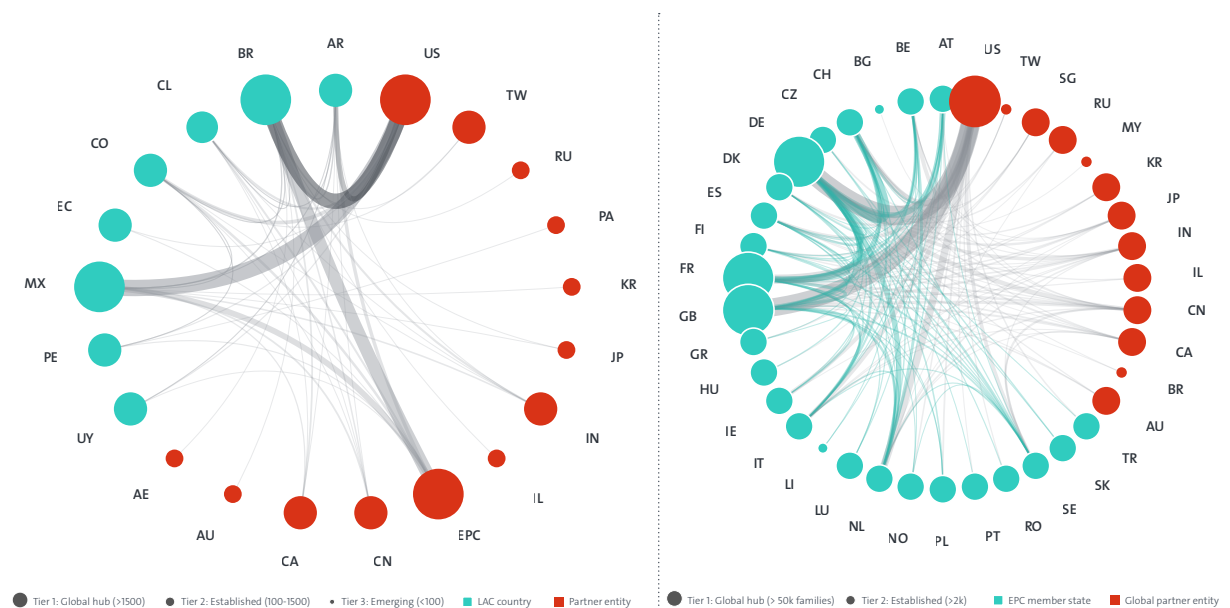 BR
AR
US
CL
TW
CO
RU
EC
PA
MX
KR
PE
JP
UY
IN
AE
IL
AU
EPC
CA
CN
Tier 1: Global hub (>1500)
Tier 2: Established (100-1500)
Tier 3: Emerging (<100)
LAC country
Partner entity
BE
AT
US
BG
TW
CH
SG
CZ
RU
DE
MY
DK
KR
ES
JP
FI
IN
FR
IL
GB
CN
GR
CA
HU
BR
IE
AU
IT
TR
LI
SK
LU
SE
NL
RO
NO
PL
PT
Tier 1: Global hub (> 50k families)
Tier 2: Established (>2k)
EPC member state
Global partner entity